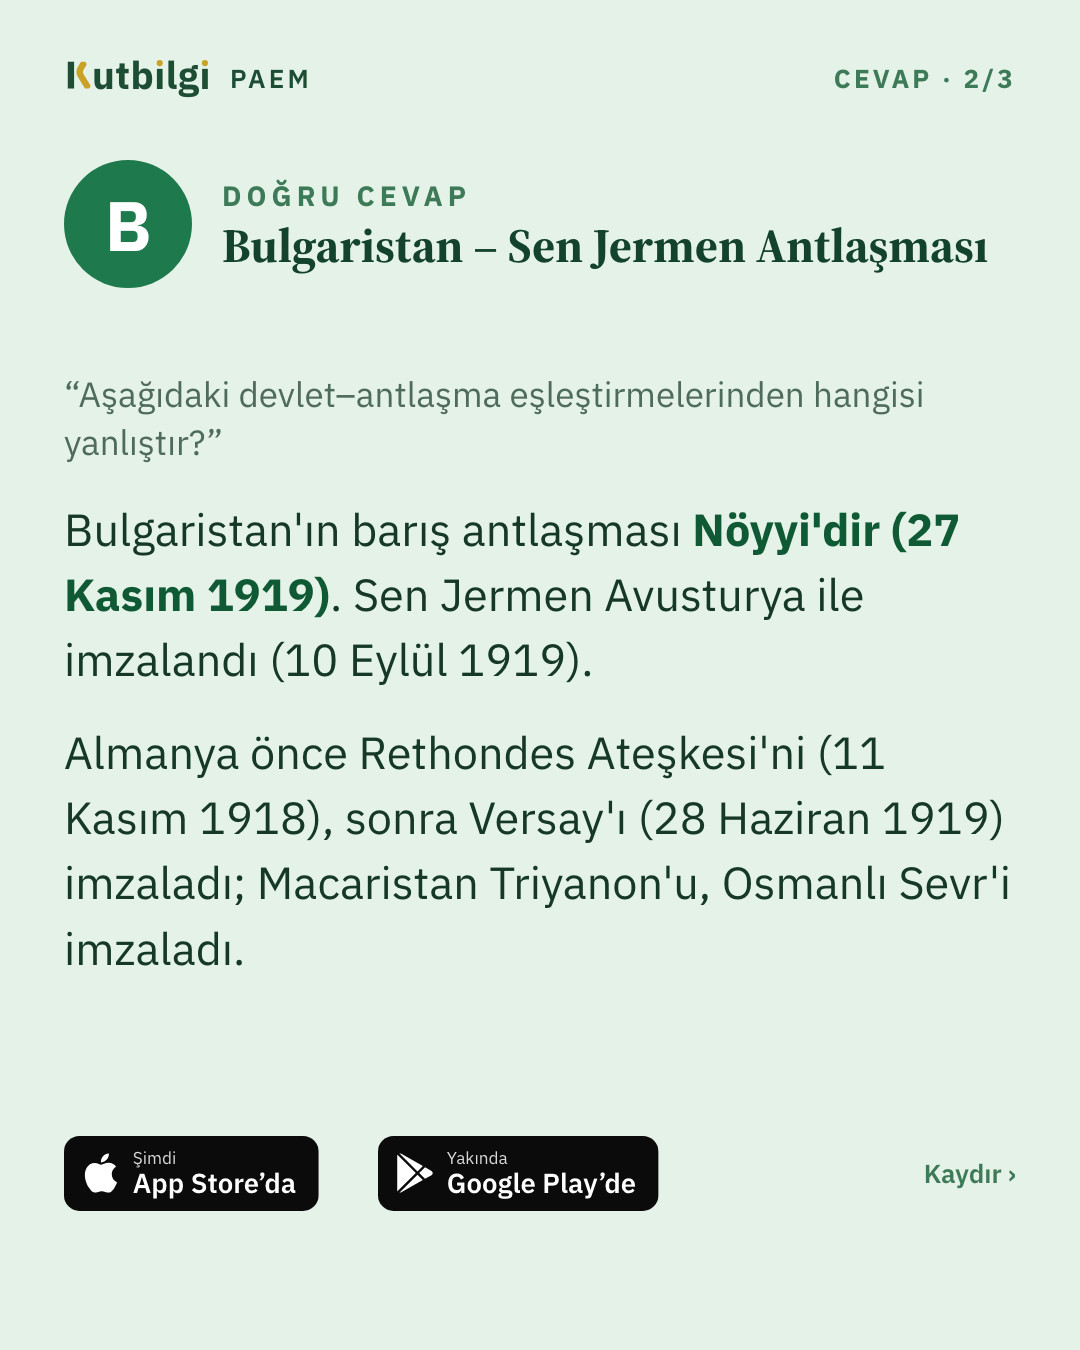 Kutbilgi PAEM
CEVAP · 2/3
B
DOĞRU CEVAP
Bulgaristan – Sen Jermen Antlaşması
“Aşağıdaki devlet–antlaşma eşleştirmelerinden hangisi
yanlıştır?”
Bulgaristan'ın barış antlaşması Nöyyi'dir (27
Kasım 1919). Sen Jermen Avusturya ile
imzalandı (10 Eylül 1919).
Almanya önce Rethondes Ateşkesi'ni (11
Kasım 1918), sonra Versay'ı (28 Haziran 1919)
imzaladı; Macaristan Triyanon'u, Osmanlı Sevr'i
imzaladı.
Şimdi
App Store’da
Yakında
Google Play’de
Kaydır ›